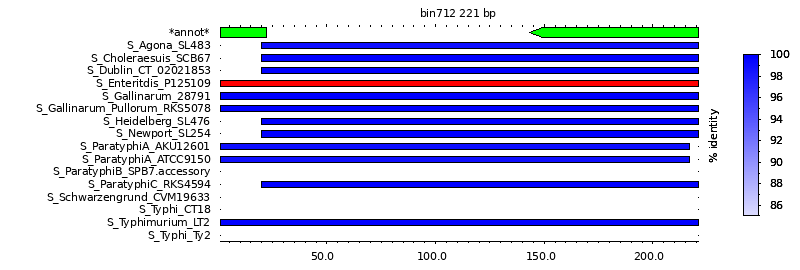 bin712 221 bp
*annot*
S_Agona_SL483
S_Choleraesuis_SCB67
S_Dublin_CT_02021853
S_Enteritdis_P125109
S_Gallinarum_28791
S_Gallinarum_Pullorum_RKS5078
S_Heidelberg_SL476
S_Newport_SL254
S_ParatyphiA_AKU12601
S_ParatyphiA_ATCC9150
S_ParatyphiB_SPB7.accessory
S_ParatyphiC_RKS4594
S_Schwarzengrund_CVM19633
S_Typhi_CT18
S_Typhimurium_LT2
S_Typhi_Ty2
50.0 100.0 150.0 200.0
% identity
100
98
96
94
92
90
88
86